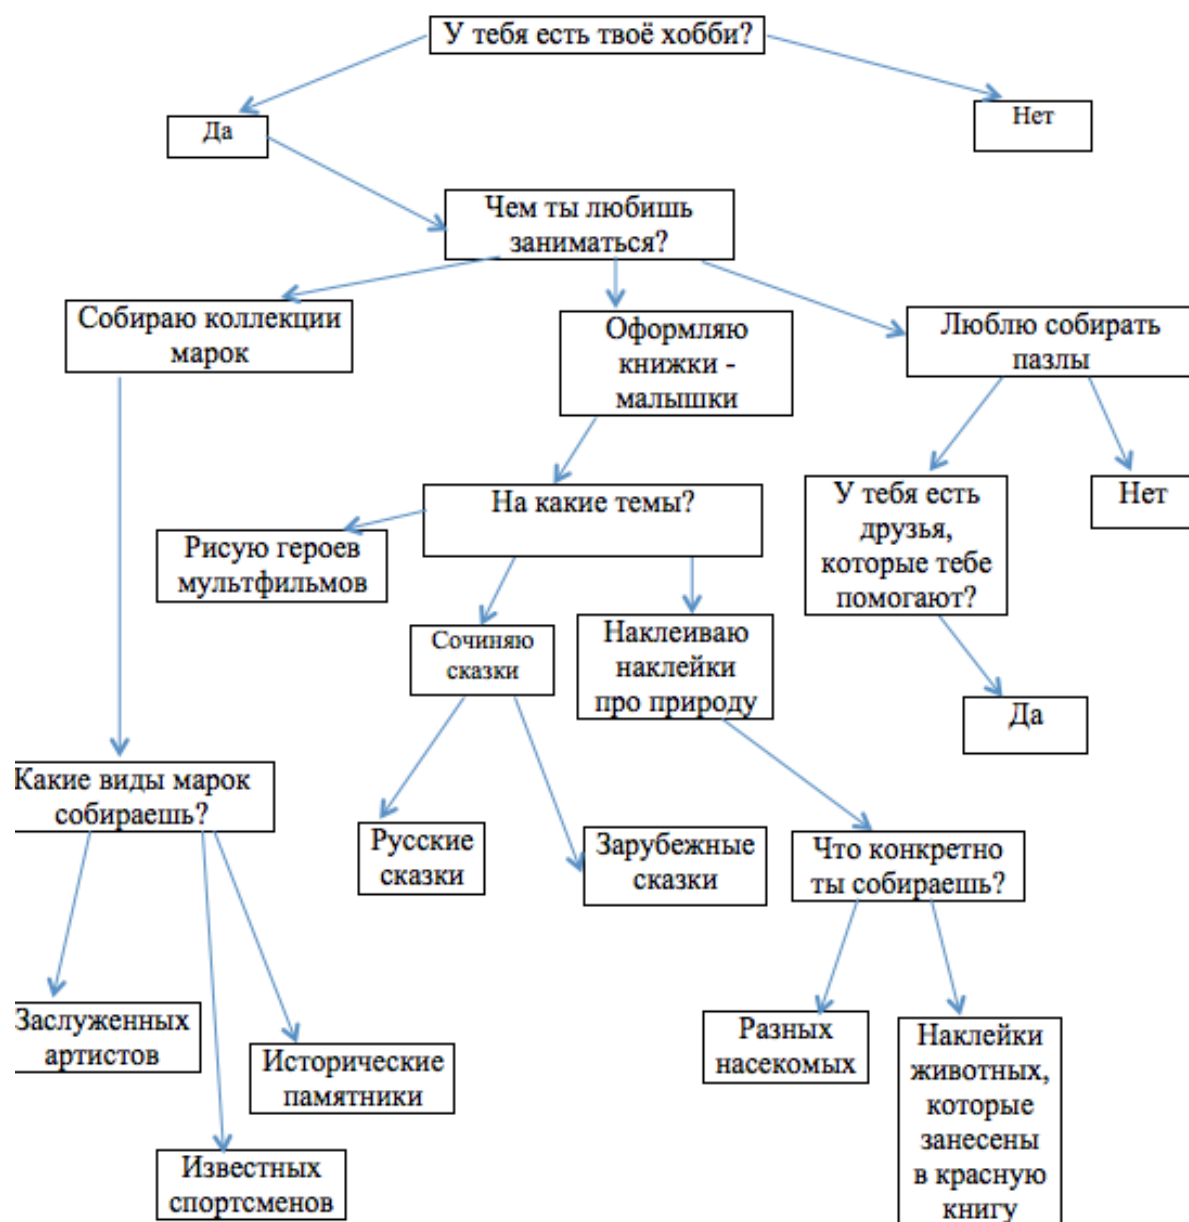 У тебя есть твоё хобби?
Да
Нет
Чем ты любишь
заниматься?
Собираю коллекции
марок
Оформляю
книжки -
малышки
Люблю собирать
пазлы
На какие темы?
У тебя есть
друзья,
которые тебе
помогают?
Нет
Рисую героев
мультфильмов
Сочиняю
сказки
Наклеиваю
наклейки
про природу
Да
Какие виды марок
собираешь?
Русские
сказки
Зарубежные
сказки
Что конкретно
ты собираешь?
Заслуженных
артистов
Исторические
памятники
Известных
спортсменов
Разных
насекомых
Наклейки
животных,
которые
занесены
в красную
книгу